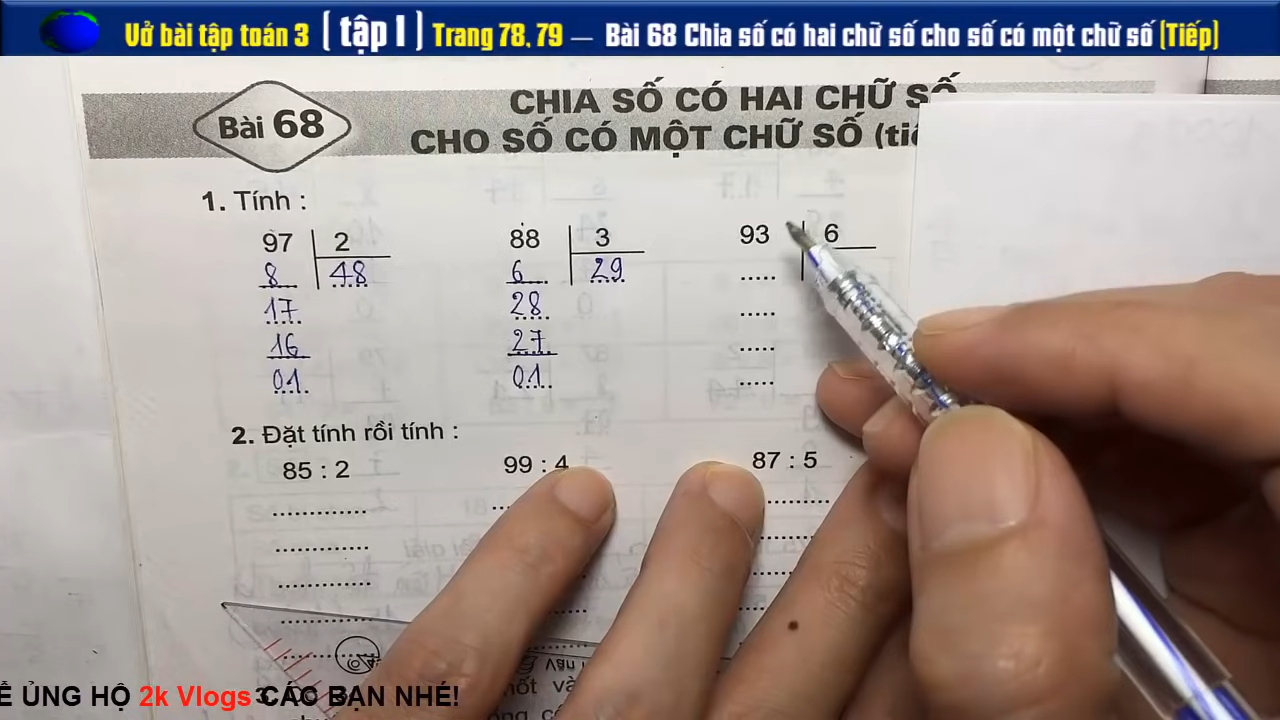 Vở bài tập toán 3 ( tập 1 ) Trang 78, 79 — Bài 68 Chia số có hai chữ số cho số có một chữ số (Tiếp)
Bài 68
CHIA SỐ CÓ HAI CHỮ SỐ
CHO SỐ CÓ MỘT CHỮ SỐ (tiế
1. Tính :
97 2 88 3 93 6
8 48 6 29 .....
17 28 .....
16 27 .....
01 01 .....
2. Đặt tính rồi tính :
85 : 2 99 : 4 87 : 5
Ề ỦNG HỘ 2k Vlogs CÁC BẠN NHÉ!